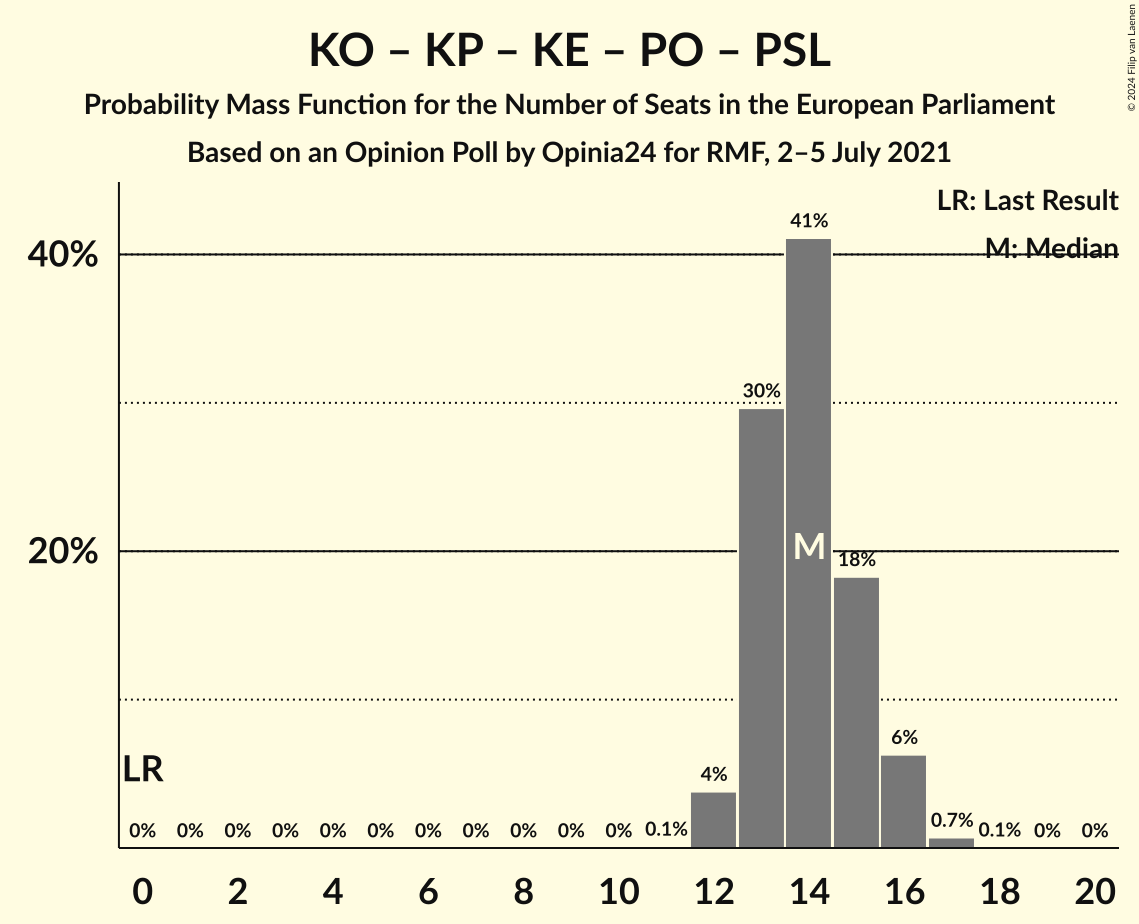 KO – KP – KE – PO – PSL
Probability Mass Function for the Number of Seats in the European Parliament
Based on an Opinion Poll by Opinia24 for RMF, 2–5 July 2021
© 2024 Filip van Laenen
LR: Last Result
M: Median
40%
20%
41%
30%
M
18%
LR
6%
4%
0% 0% 0% 0% 0% 0% 0% 0% 0% 0% 0% 0.1% 0.7% 0.1% 0% 0%
0 2 4 6 8 10 12 14 16 18 20